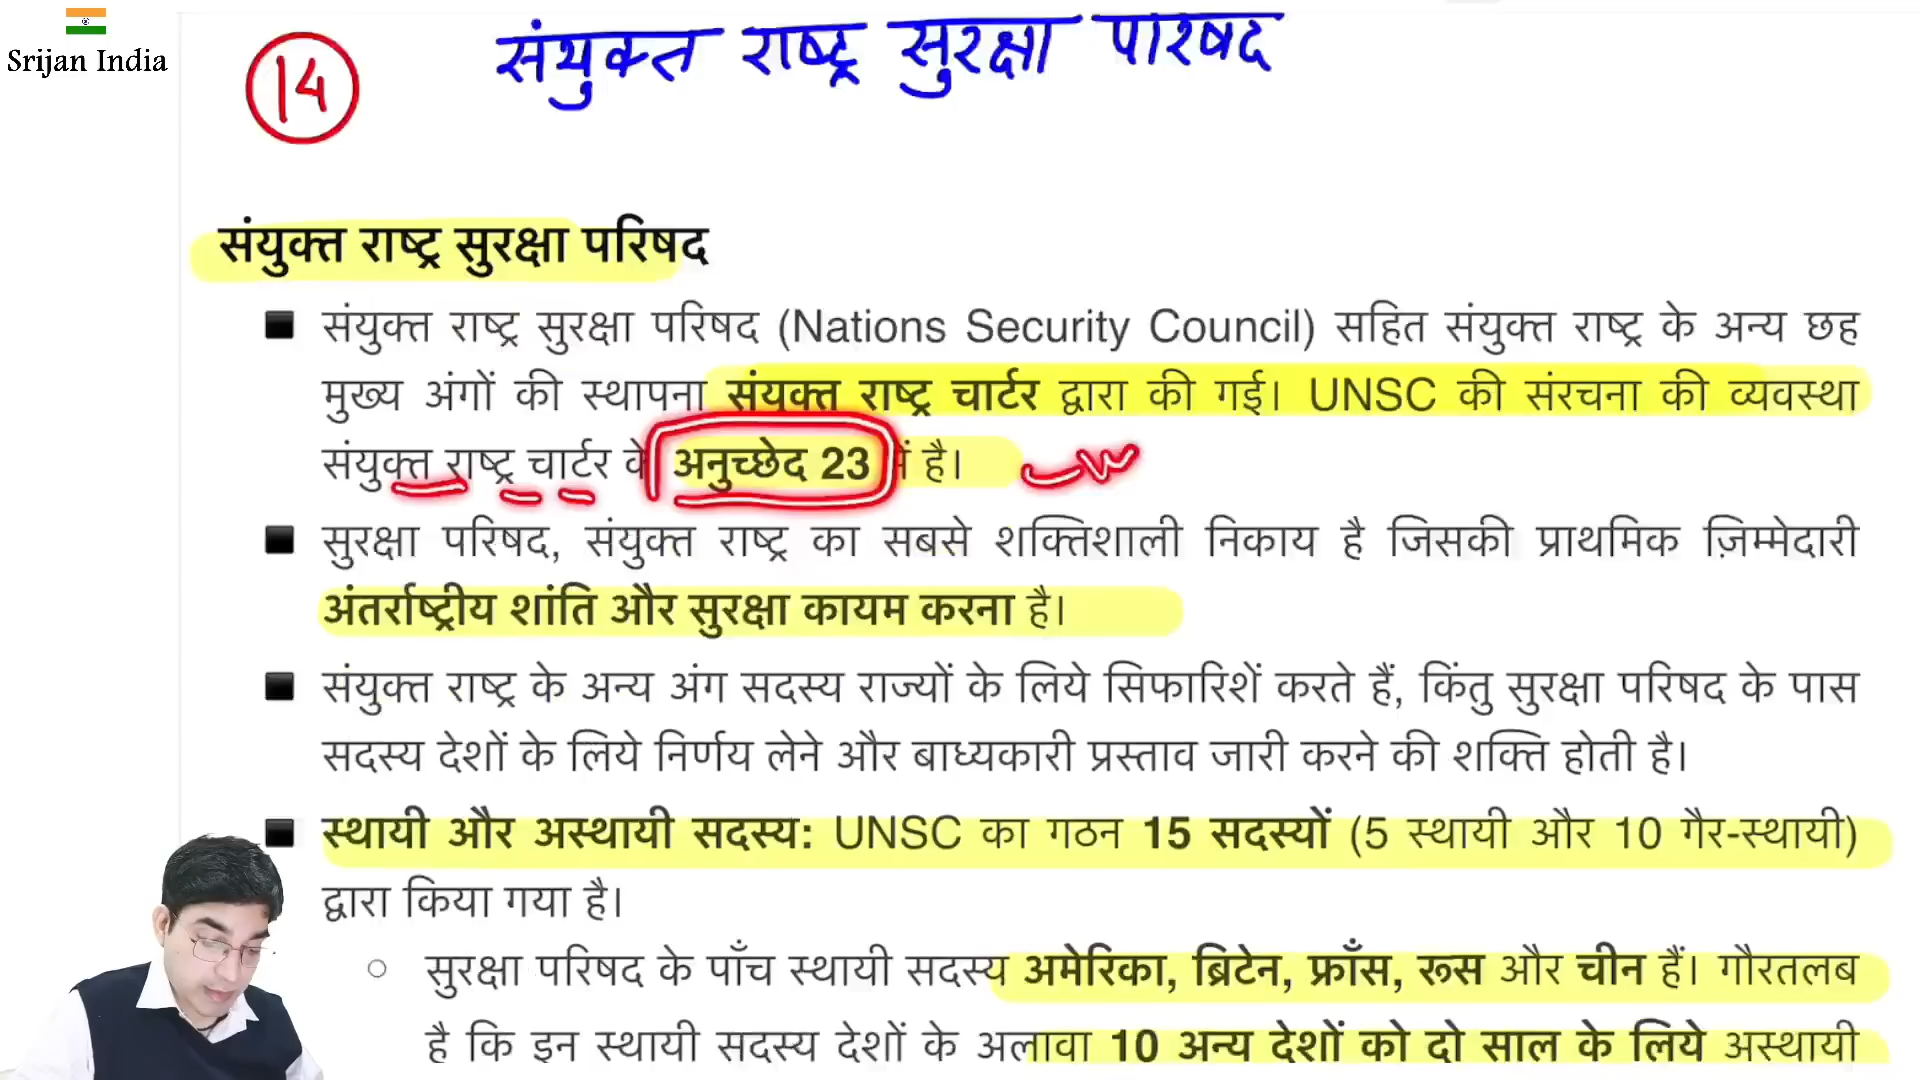 Srijan India
14
संयुक्त राष्ट्र सुरक्षा परिषद
संयुक्त राष्ट्र सुरक्षा परिषद
संयुक्त राष्ट्र सुरक्षा परिषद (Nations Security Council) सहित संयुक्त राष्ट्र के अन्य छह
मुख्य अंगों की स्थापना संयुक्त राष्ट्र चार्टर द्वारा की गई। UNSC की संरचना की व्यवस्था
संयुक्त राष्ट्र चार्टर के अनुच्छेद 23 में है।
सुरक्षा परिषद, संयुक्त राष्ट्र का सबसे शक्तिशाली निकाय है जिसकी प्राथमिक ज़िम्मेदारी
अंतर्राष्ट्रीय शांति और सुरक्षा कायम करना है।
संयुक्त राष्ट्र के अन्य अंग सदस्य राज्यों के लिये सिफारिशें करते हैं, किंतु सुरक्षा परिषद के पास
सदस्य देशों के लिये निर्णय लेने और बाध्यकारी प्रस्ताव जारी करने की शक्ति होती है।
स्थायी और अस्थायी सदस्य: UNSC का गठन 15 सदस्यों (5 स्थायी और 10 गैर-स्थायी)
द्वारा किया गया है।
सुरक्षा परिषद के पाँच स्थायी सदस्य अमेरिका, ब्रिटेन, फ्राँस, रूस और चीन हैं। गौरतलब
है कि इन स्थायी सदस्य देशों के अलावा 10 अन्य देशों को दो साल के लिये अस्थायी